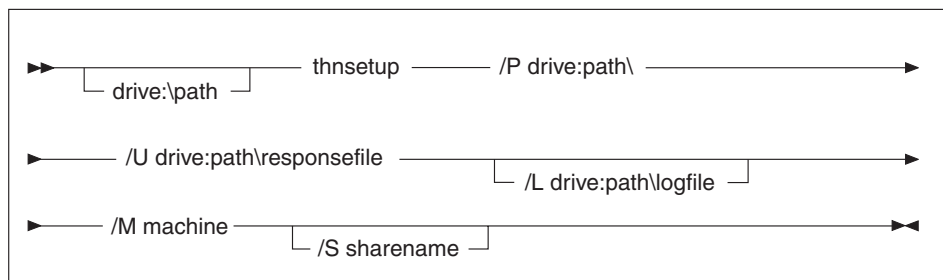 thnsetup /P drive:path\
drive:\path
/U drive:path\responsefile
/L drive:path\logfile
/M machine
/S sharename